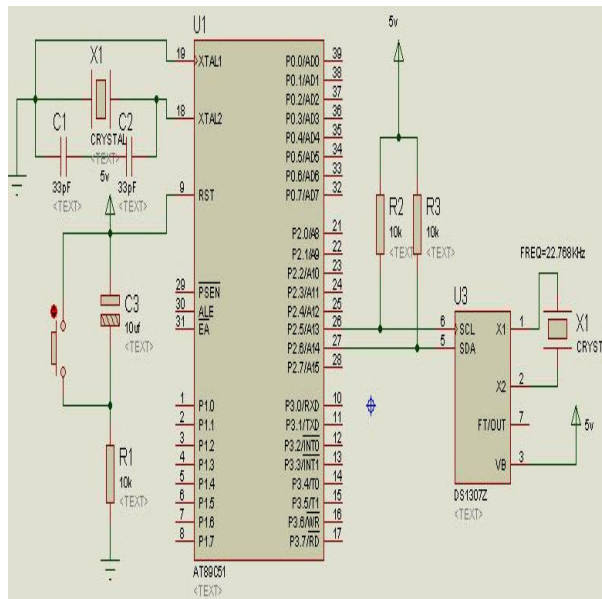 U1
19 XTAL1
18 XTAL2
9 RST
29 PSEN
30 ALE
31 EA
1 P1.0
2 P1.1
3 P1.2
4 P1.3
5 P1.4
6 P1.5
7 P1.6
8 P1.7
P0.0/AD0 39
P0.1/AD1 38
P0.2/AD2 37
P0.3/AD3 36
P0.4/AD4 35
P0.5/AD5 34
P0.6/AD6 33
P0.7/AD7 32
P2.0/A8 21
P2.1/A9 22
P2.2/A10 23
P2.3/A11 24
P2.4/A12 25
P2.5/A13 26
P2.6/A14 27
P2.7/A15 28
P3.0/RXD 10
P3.1/TXD 11
P3.2/INT0 12
P3.3/INT1 13
P3.4/T0 14
P3.5/T1 15
P3.6/WR 16
P3.7/RD 17
AT89C51
<TEXT>
X1
CRYSTAL
<TEXT>
C1
33pF
<TEXT>
C2
33pF
<TEXT>
5v
C3
10uf
<TEXT>
R1
10k
<TEXT>
5v
R2
10k
<TEXT>
R3
10k
<TEXT>
FREQ=22.768KHz
U3
6 SCL
5 SDA
X1 1
X2 2
FT/OUT 7
VB 3
DS1307Z
<TEXT>
X1
CRYST
<TEXT
5v